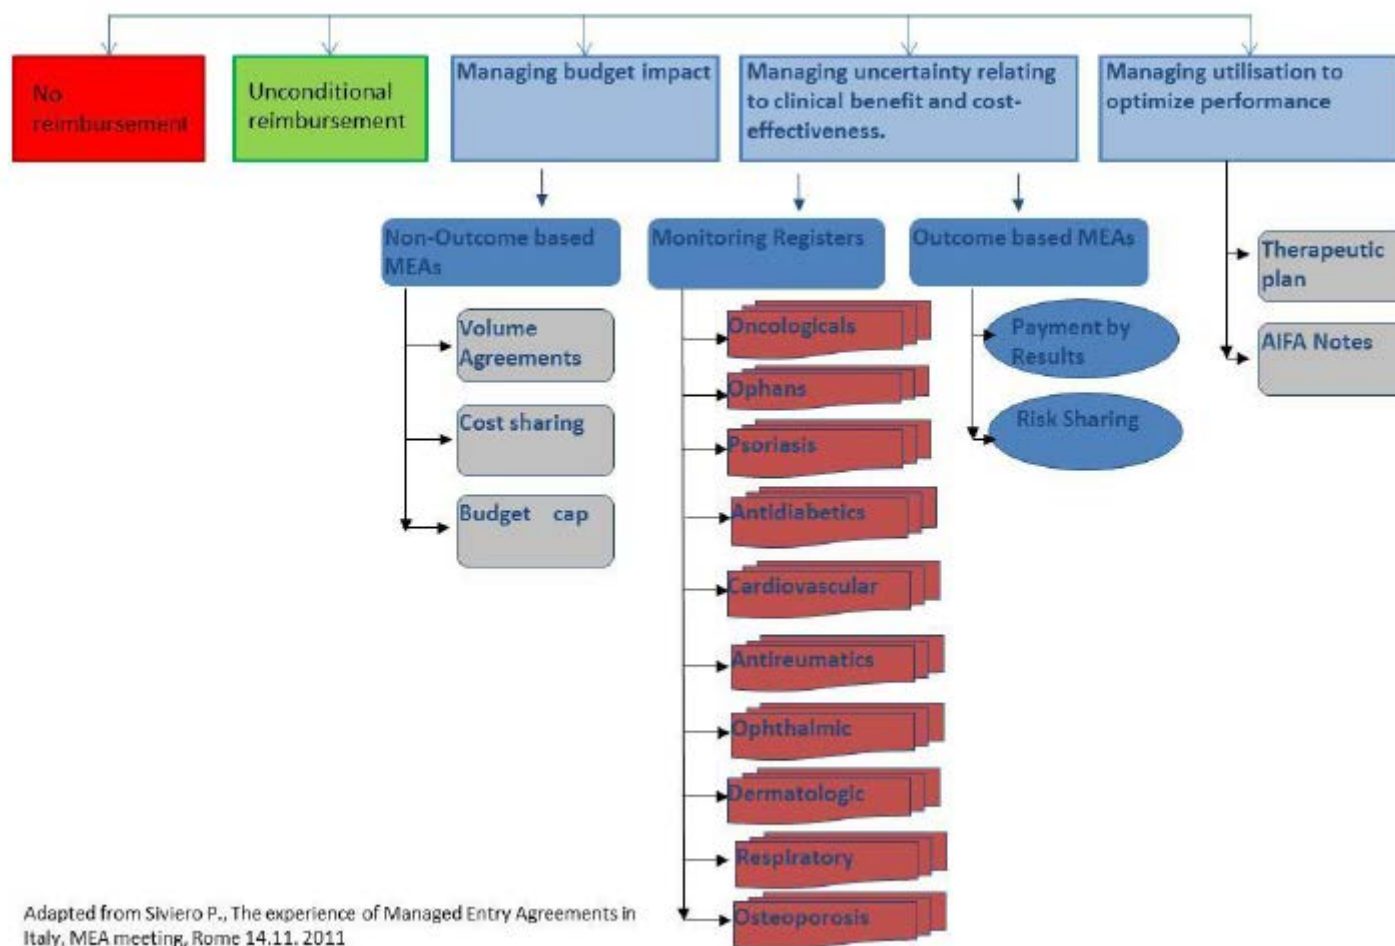 No
reimbursement
Unconditional
reimbursement
Managing budget impact
Managing uncertainty relating
to clinical benefit and cost-
effectiveness.
Managing utilisation to
optimize performance
Non-Outcome based
MEAs
Volume
Agreements
Cost sharing
Budget cap
Monitoring Registers
Oncologicals
Ophans
Psoriasis
Antidiabetics
Cardiovascular
Antireumatics
Ophthalmic
Dermatologic
Respiratory
Osteoporosis
Outcome based MEAs
Payment by
Results
Risk Sharing
Therapeutic
plan
AIFA Notes
Adapted from Siviero P., The experience of Managed Entry Agreements in
Italy, MEA meeting, Rome 14.11. 2011